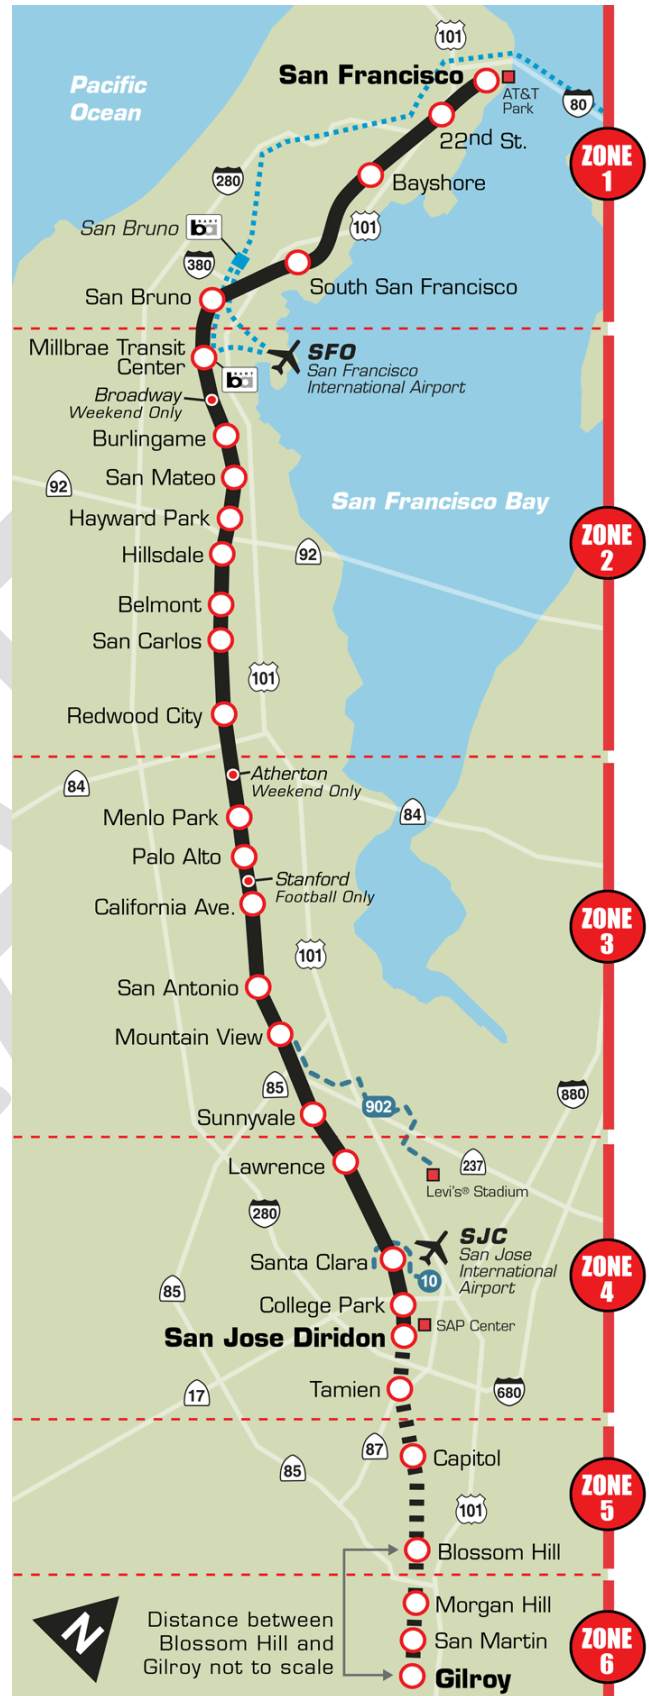 101
San Francisco
Pacific
Ocean
AT&T
Park
80
22nd St.
ZONE
1
280
Bayshore
101
San Bruno
BART
ba
380
South San Francisco
San Bruno
Millbrae Transit
Center
SFO
San Francisco
International Airport
ba
Broadway
Weekend Only
Burlingame
San Mateo
92
San Francisco Bay
Hayward Park
ZONE
2
Hillsdale
92
Belmont
San Carlos
101
Redwood City
Atherton
Weekend Only
84
84
Menlo Park
Palo Alto
Stanford
Football Only
California Ave.
ZONE
3
101
San Antonio
Mountain View
85
902
880
Sunnyvale
Lawrence
237
Levi's® Stadium
280
SJC
San Jose
International
Airport
Santa Clara
10
ZONE
4
85
College Park
SAP Center
San Jose Diridon
Tamien
17
680
87
Capitol
85
ZONE
5
101
Blossom Hill
N
Distance between
Blossom Hill and
Gilroy not to scale
Morgan Hill
San Martin
Gilroy
ZONE
6